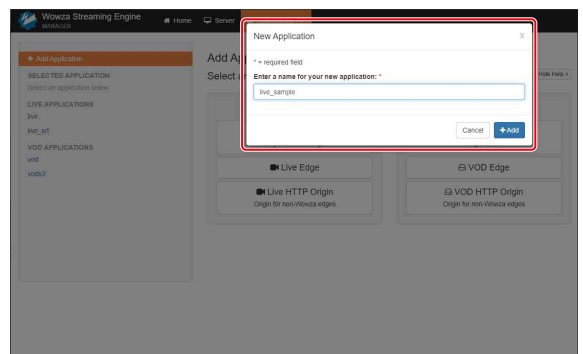 Wowza Streaming Engine
MANAGER
Home
Server
+ Add Application
SELECTED APPLICATION
Select an application below
LIVE APPLICATIONS
live
live_srt
VOD APPLICATIONS
vod
vods3
Add Ap
Select a
Hide Help »
New Application
X
* = required field
Enter a name for your new application: *
live_sample
Cancel
+Add
Live Edge
VOD Edge
Live HTTP Origin
Origin for non-Wowza edges
VOD HTTP Origin
Origin for non-Wowza edges